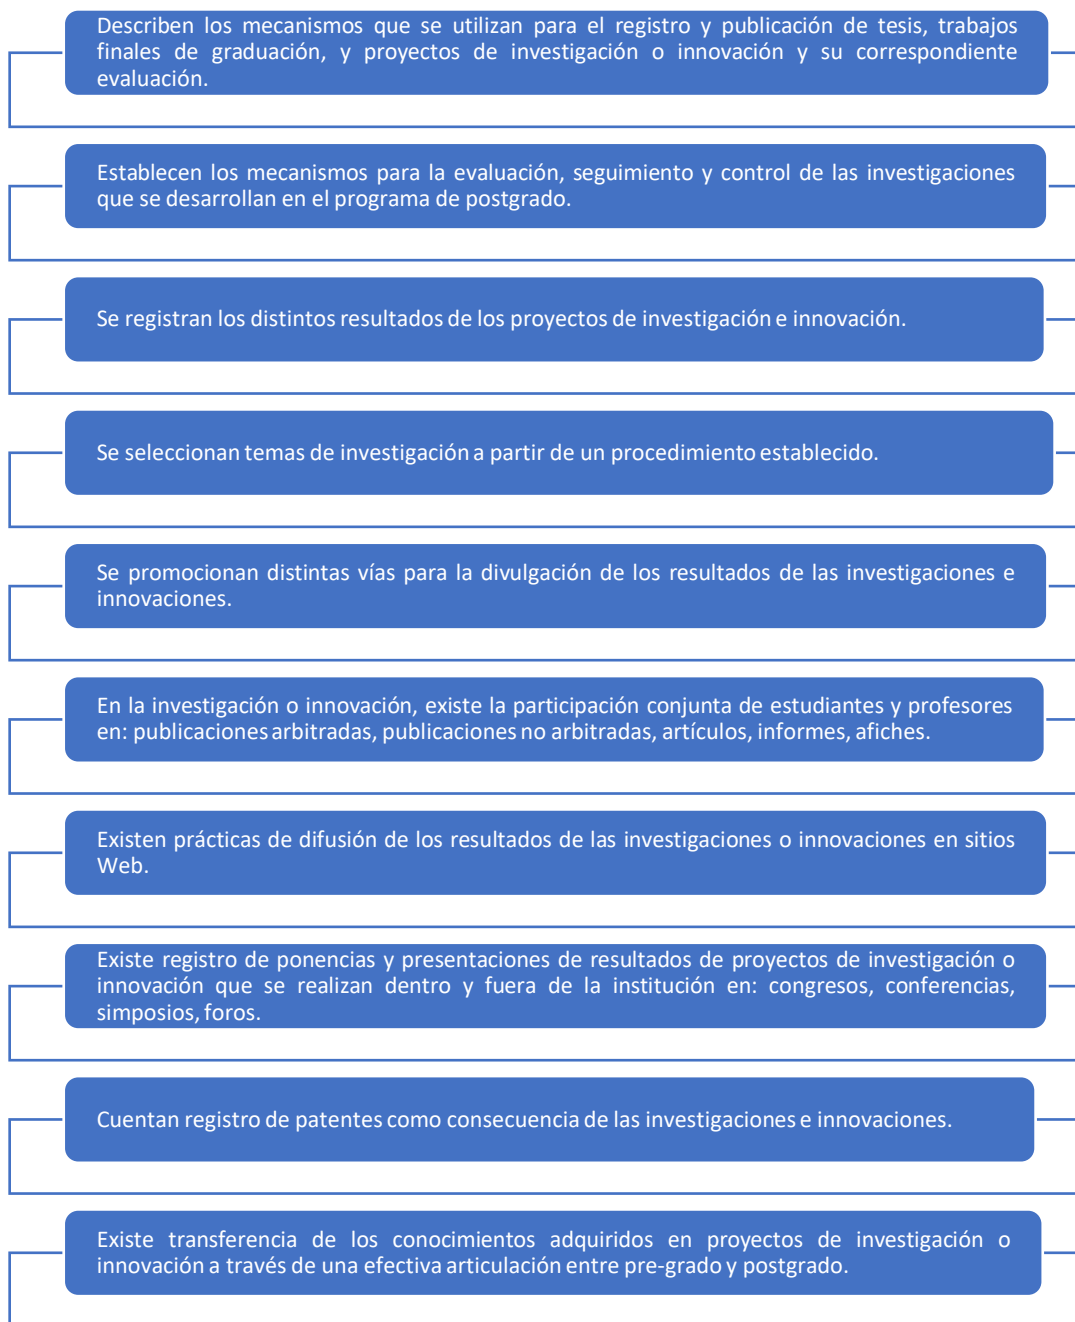 Describen los mecanismos que se utilizan para el registro y publicación de tesis, trabajos
finales de graduación, y proyectos de investigación o innovación y su correspondiente
evaluación.
Establecen los mecanismos para la evaluación, seguimiento y control de las investigaciones
que se desarrollan en el programa de postgrado.
Se registran los distintos resultados de los proyectos de investigación e innovación.
Se seleccionan temas de investigación a partir de un procedimiento establecido.
Se promocionan distintas vías para la divulgación de los resultados de las investigaciones e
innovaciones.
En la investigación o innovación, existe la participación conjunta de estudiantes y profesores
en: publicaciones arbitradas, publicaciones no arbitradas, artículos, informes, afiches.
Existen prácticas de difusión de los resultados de las investigaciones o innovaciones en sitios
Web.
Existe registro de ponencias y presentaciones de resultados de proyectos de investigación o
innovación que se realizan dentro y fuera de la institución en: congresos, conferencias,
simposios, foros.
Cuentan registro de patentes como consecuencia de las investigaciones e innovaciones.
Existe transferencia de los conocimientos adquiridos en proyectos de investigación o
innovación a través de una efectiva articulación entre pre-grado y postgrado.